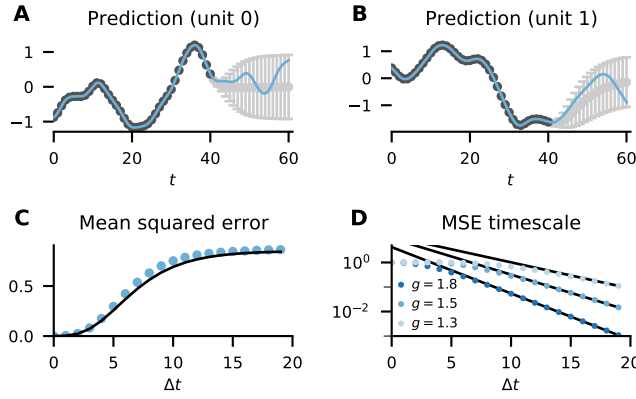 A
Prediction (unit 0)
1
0
−1
0
20
40
60
t
B
Prediction (unit 1)
1
0
−1
0
20
40
60
t
C
Mean squared error
0.5
0.0
0
5
10
15
20
Δt
D
MSE timescale
10⁰
10⁻²
g = 1.8
g = 1.5
g = 1.3
0
5
10
15
20
Δt